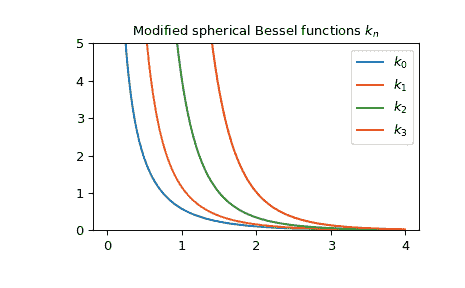 Modified spherical Bessel functions kₙ
5
4
3
2
1
0
0 1 2 3 4
k₀
k₁
k₂
k₃